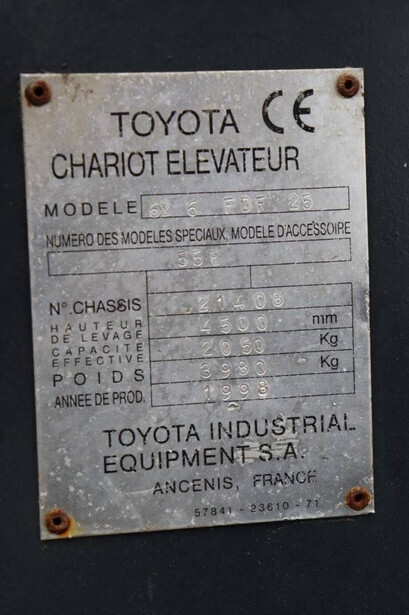 TOYOTA CE
CHARIOT ELEVATEUR
MODELE 62 6 FDF 25
NUMERO DES MODELES SPECIAUX, MODELE D'ACCESSOIRE
55F
N°. CHASSIS 21408
HAUTEUR DE LEVAGE 4500 mm
CAPACITE EFFECTIVE 2050 Kg
POIDS 3980 Kg
ANNEE DE PROD. 1998
TOYOTA INDUSTRIAL
EQUIPMENT S.A.
ANCENIS, FRANCE
57841-23610-71